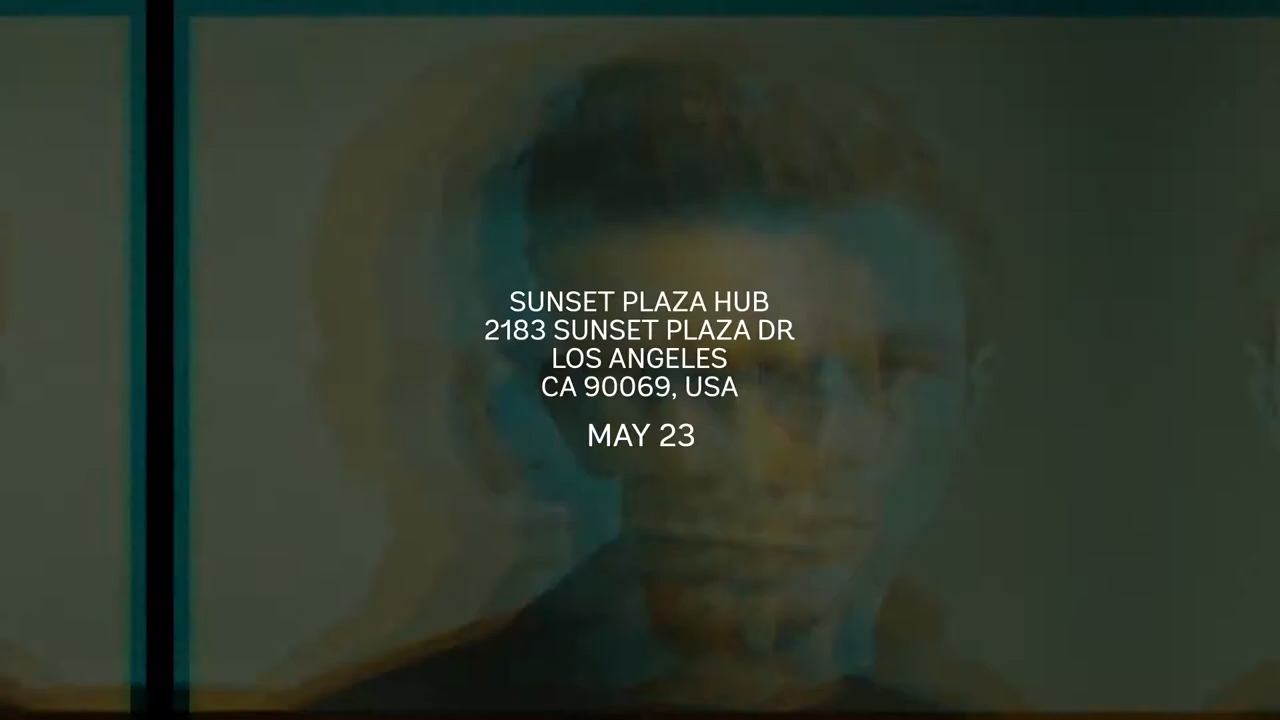 SUNSET PLAZA HUB
2183 SUNSET PLAZA DR
LOS ANGELES
CA 90069, USA
MAY 23